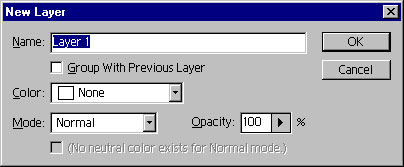 New Layer
Name: Layer 1
OK
Group With Previous Layer
Cancel
Color: None
Mode: Normal Opacity: 100 %
(No neutral color exists for Normal mode.)